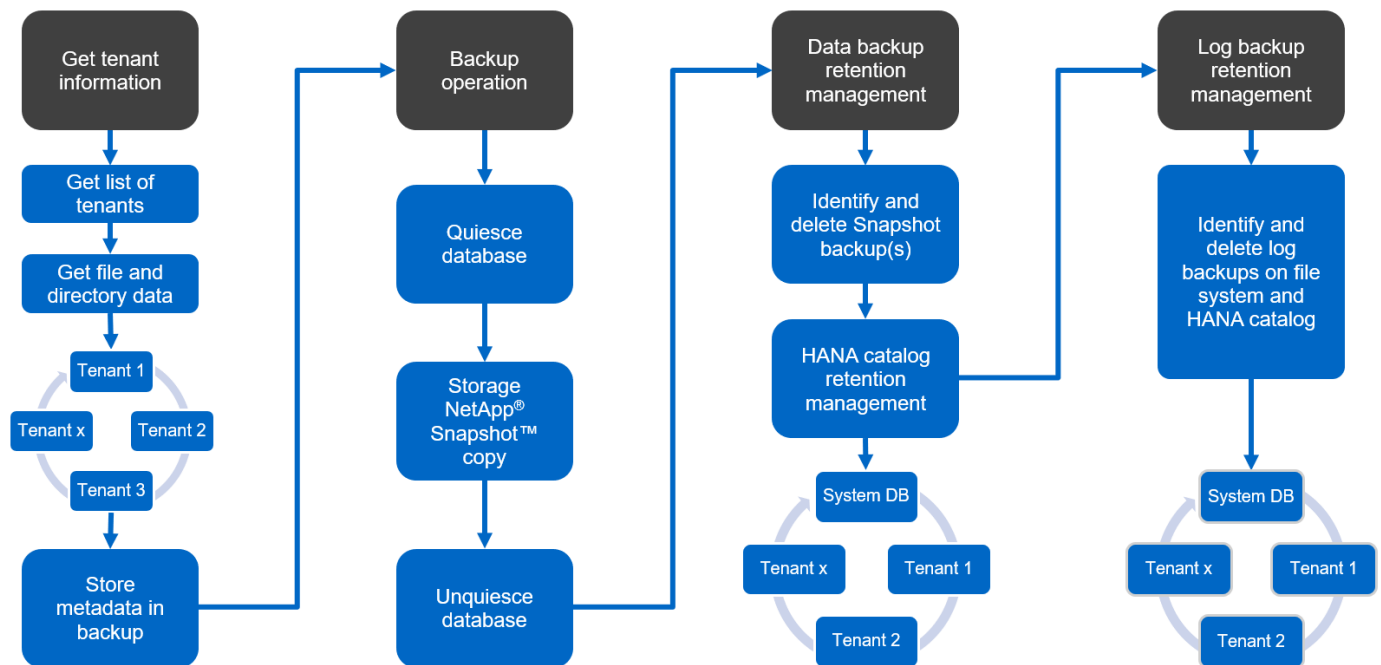 Get tenant
information
Get list of
tenants
Get file and
directory data
Tenant 1
Tenant x
Tenant 2
Tenant 3
Store
metadata in
backup
Backup
operation
Quiesce
database
Storage
NetApp®
Snapshot™
copy
Unquiesce
database
Data backup
retention
management
Identify and
delete Snapshot
backup(s)
HANA catalog
retention
management
System DB
Tenant x
Tenant 1
Tenant 2
Log backup
retention
management
Identify and
delete log
backups on file
system and
HANA catalog
System DB
Tenant x
Tenant 1
Tenant 2